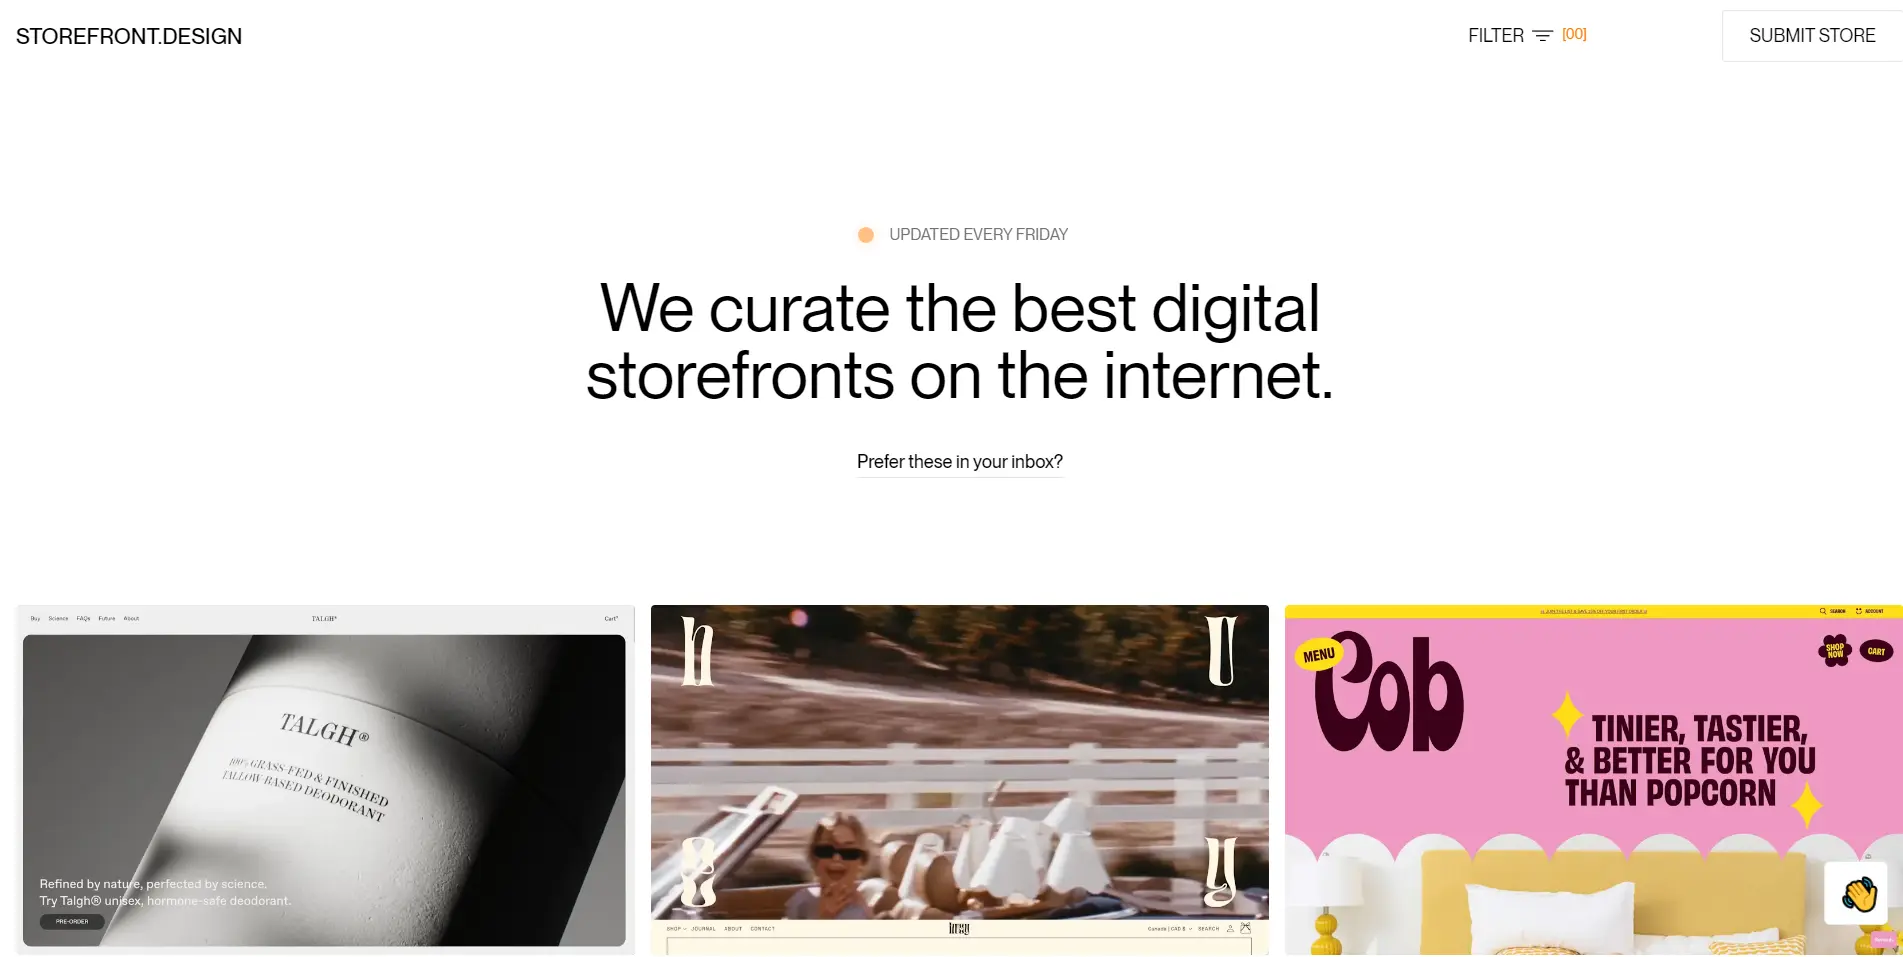 STOREFRONT.DESIGN
FILTER [00]
SUBMIT STORE
UPDATED EVERY FRIDAY
We curate the best digital
storefronts on the internet.
Prefer these in your inbox?
Buy Science FAQs Future About
TALGH®
Cart
TALGH®
100% GRASS-FED & FINISHED
TALLOW-BASED DEODORANT
Refined by nature, perfected by science.
Try Talgh® unisex, hormone-safe deodorant.
PRE-ORDER
h u
g y
SHOP JOURNAL ABOUT CONTACT
Canada | CAD $ SEARCH
SEARCH ACCOUNT
MENU
Cob
SHOP
NOW
CART
TINIER, TASTIER,
& BETTER FOR YOU
THAN POPCORN